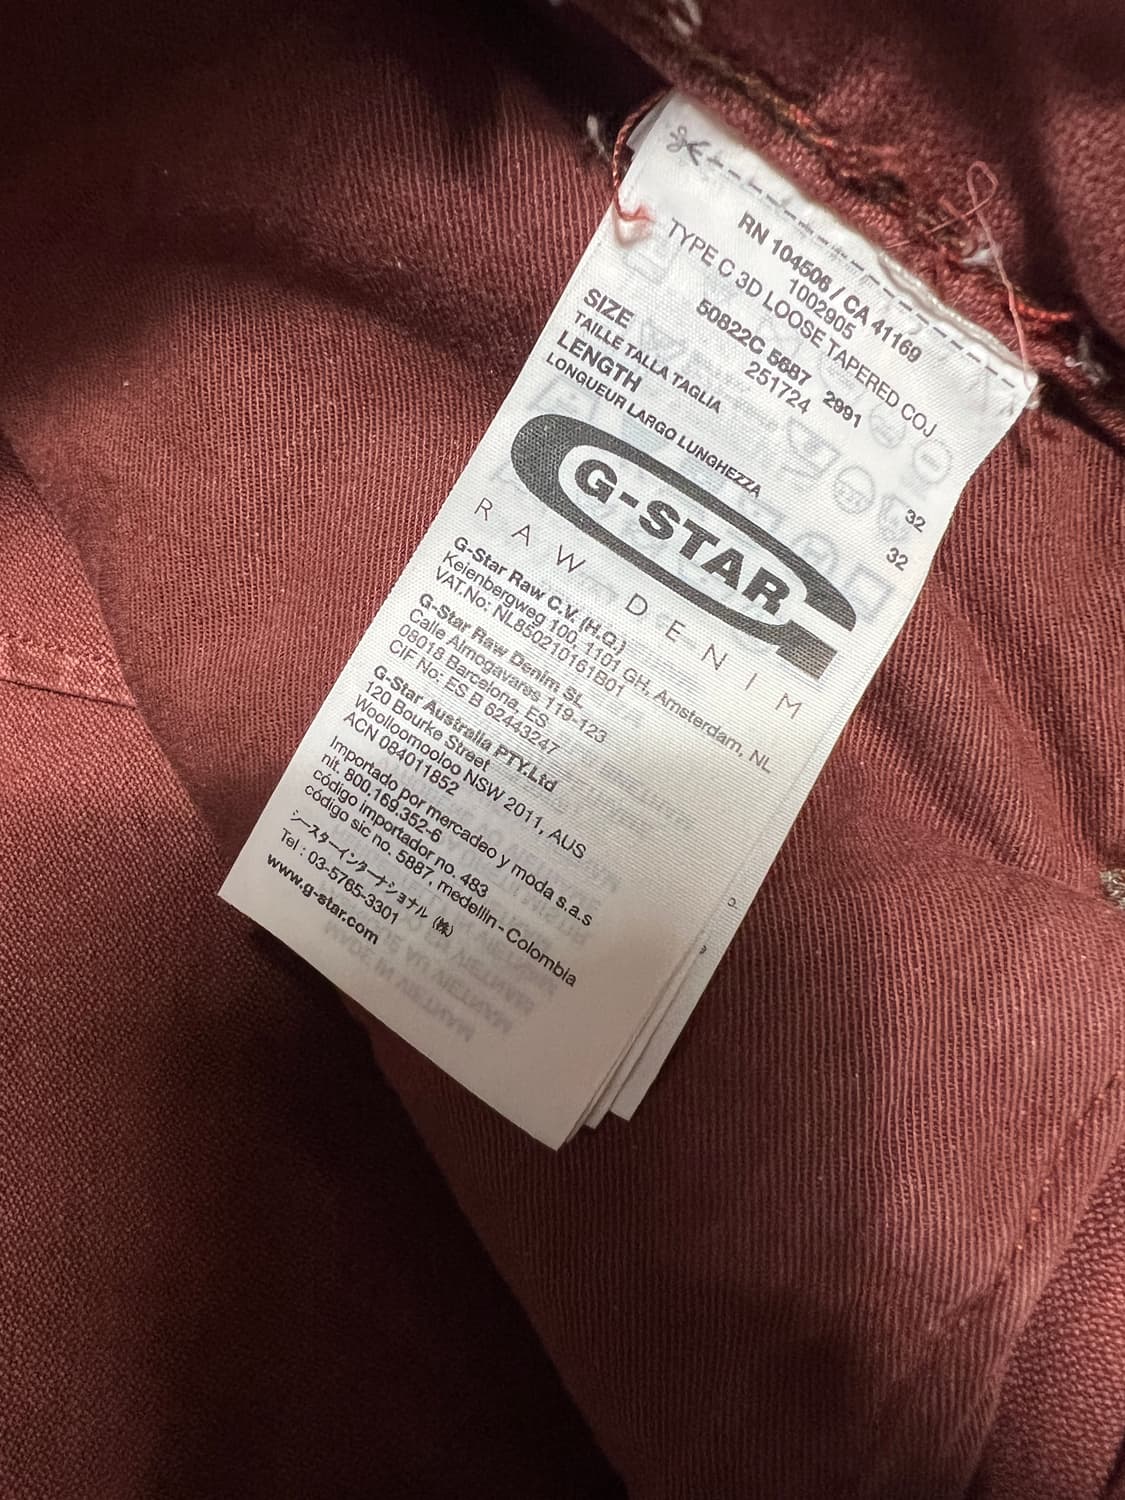 RN 104506 / CA 41169
1002905
TYPE C 3D LOOSE TAPERED COJ
50822C 5687 2991
251724
SIZE 32
TAILLE TALLA TAGLIA
LENGTH 32
LONGUEUR LARGO LUNGHEZZA
G-STAR
RAW DENIM
G-Star Raw C.V. (H.Q.)
Keienbergweg 100, 1101 GH, Amsterdam, NL
VAT.No: NL850210161B01
G-Star Raw Denim SL
Calle Almogavares 119-123
08018 Barcelona, ES
CIF No: ES B 62443247
G-Star Australia PTY.Ltd
120 Bourke Street
Woolloomooloo NSW 2011, AUS
ACN 084011852
Importado por mercadeo y moda s.a.s
nit. 800.169.352-6
código importador no. 483
código sic no. 5887, medellin - Colombia
シースターインターナショナル (株)
Tel : 03-5765-3301
www.g-star.com